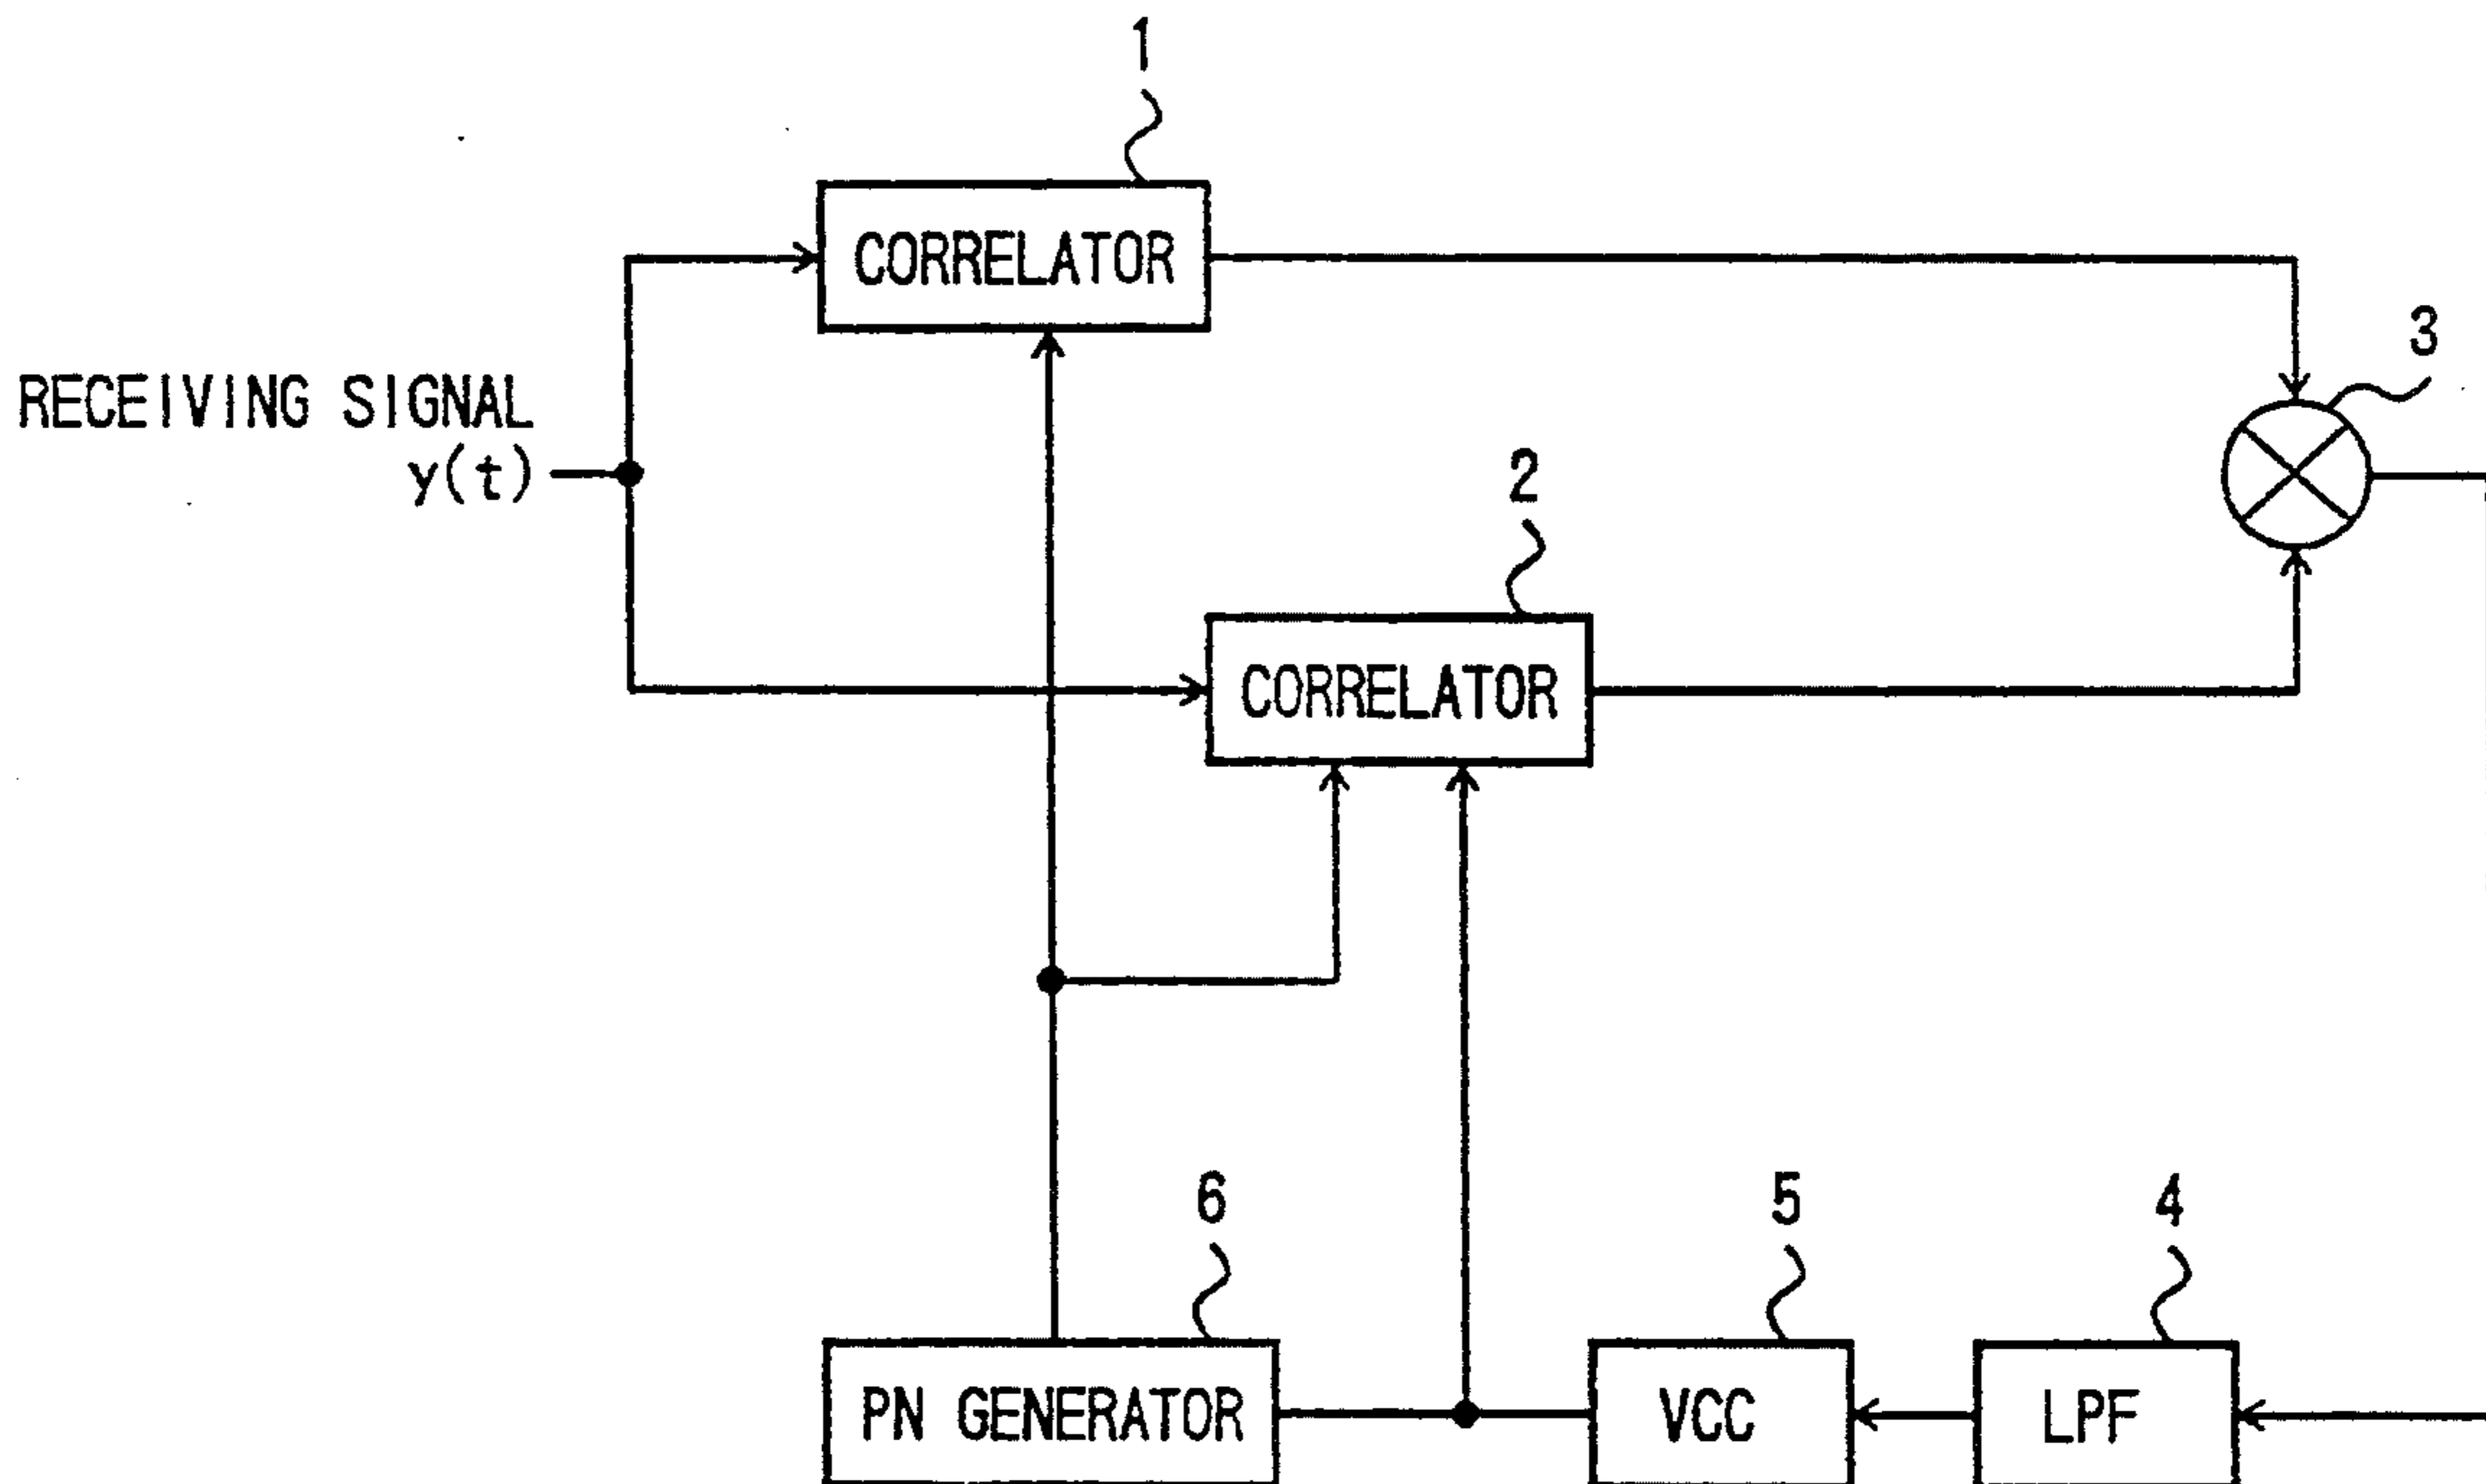 1
CORRELATOR
3
RECEIVING SIGNAL
y(t)
2
CORRELATOR
6
5
4
PN GENERATOR
VCC
LPF